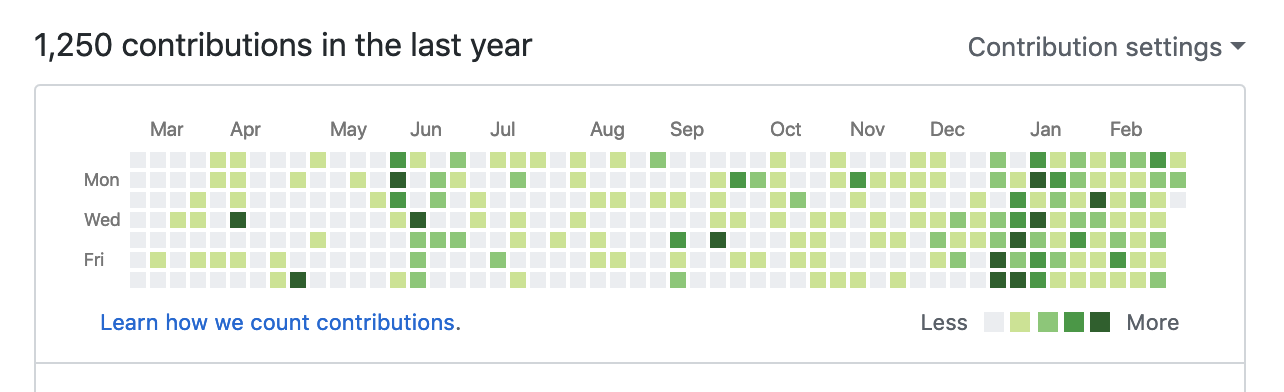 1,250 contributions in the last year
Contribution settings
Mar Apr May Jun Jul Aug Sep Oct Nov Dec Jan Feb
Mon
Wed
Fri
Learn how we count contributions.
Less More